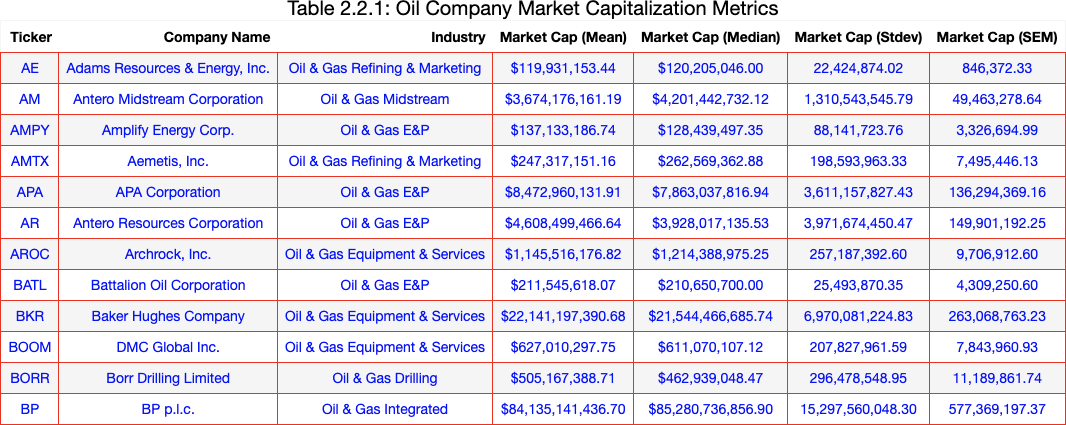 Table 2.2.1: Oil Company Market Capitalization Metrics
Ticker Company Name Industry Market Cap (Mean) Market Cap (Median) Market Cap (Stdev) Market Cap (SEM)
AE Adams Resources & Energy, Inc. Oil & Gas Refining & Marketing $119,931,153.44 $120,205,046.00 22,424,874.02 846,372.33
AM Antero Midstream Corporation Oil & Gas Midstream $3,674,176,161.19 $4,201,442,732.12 1,310,543,545.79 49,463,278.64
AMPY Amplify Energy Corp. Oil & Gas E&P $137,133,186.74 $128,439,497.35 88,141,723.76 3,326,694.99
AMTX Aemetis, Inc. Oil & Gas Refining & Marketing $247,317,151.16 $262,569,362.88 198,593,963.33 7,495,446.13
APA APA Corporation Oil & Gas E&P $8,472,960,131.91 $7,863,037,816.94 3,611,157,827.43 136,294,369.16
AR Antero Resources Corporation Oil & Gas E&P $4,608,499,466.64 $3,928,017,135.53 3,971,674,450.47 149,901,192.25
AROC Archrock, Inc. Oil & Gas Equipment & Services $1,145,516,176.82 $1,214,388,975.25 257,187,392.60 9,706,912.60
BATL Battalion Oil Corporation Oil & Gas E&P $211,545,618.07 $210,650,700.00 25,493,870.35 4,309,250.60
BKR Baker Hughes Company Oil & Gas Equipment & Services $22,141,197,390.68 $21,544,466,685.74 6,970,081,224.83 263,068,763.23
BOOM DMC Global Inc. Oil & Gas Equipment & Services $627,010,297.75 $611,070,107.12 207,827,961.59 7,843,960.93
BORR Borr Drilling Limited Oil & Gas Drilling $505,167,388.71 $462,939,048.47 296,478,548.95 11,189,861.74
BP BP p.l.c. Oil & Gas Integrated $84,135,141,436.70 $85,280,736,856.90 15,297,560,048.30 577,369,197.37